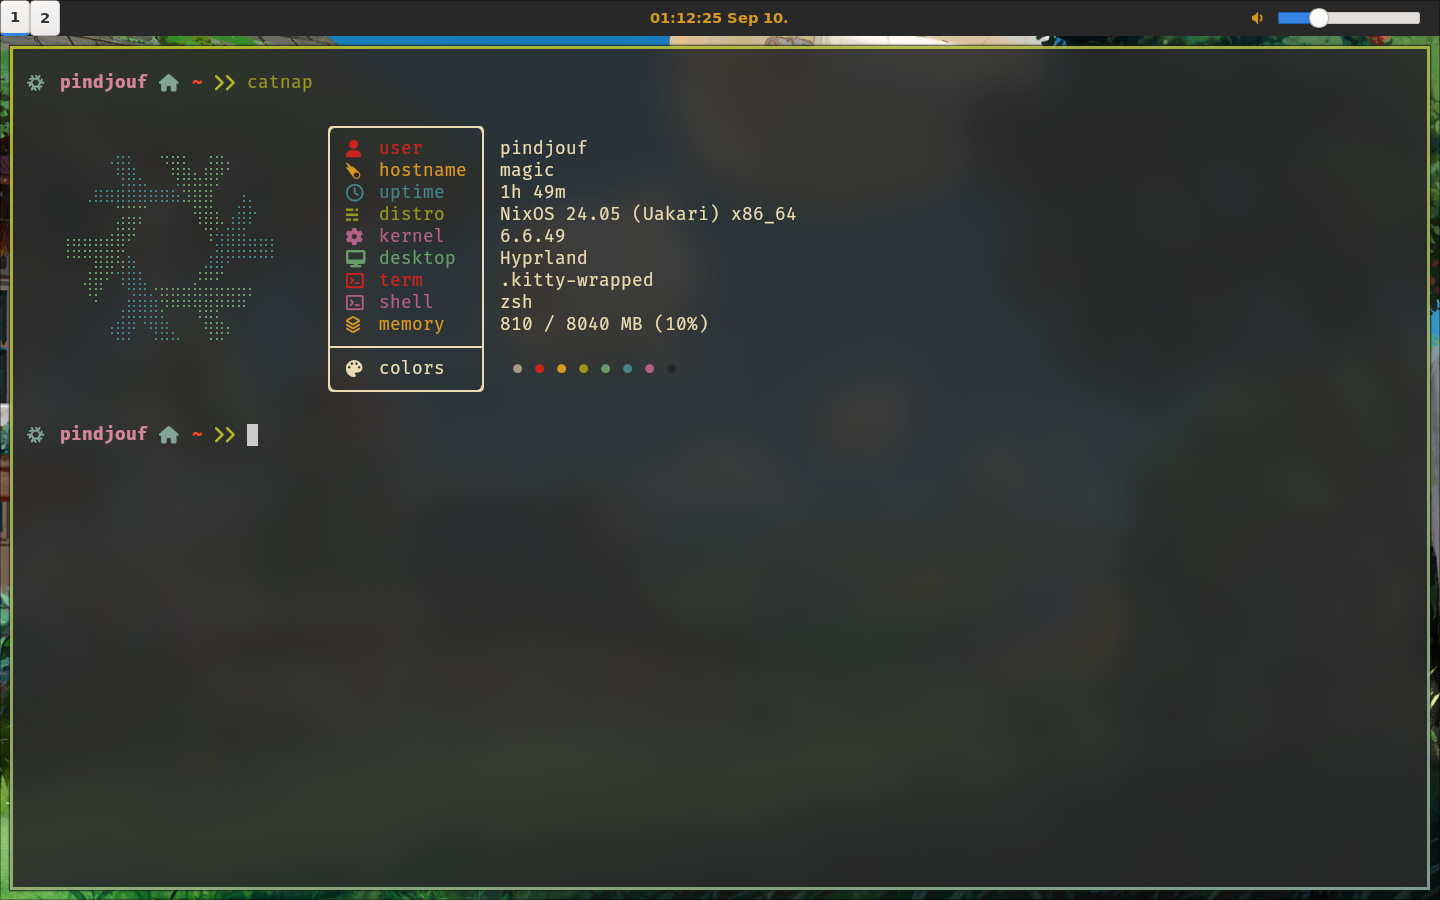 1 2 01:12:25 Sep 10.
pindjouf ~ >> catnap
user pindjouf
hostname magic
uptime 1h 49m
distro NixOS 24.05 (Uakari) x86_64
kernel 6.6.49
desktop Hyprland
term .kitty-wrapped
shell zsh
memory 810 / 8040 MB (10%)
colors
pindjouf ~ >>